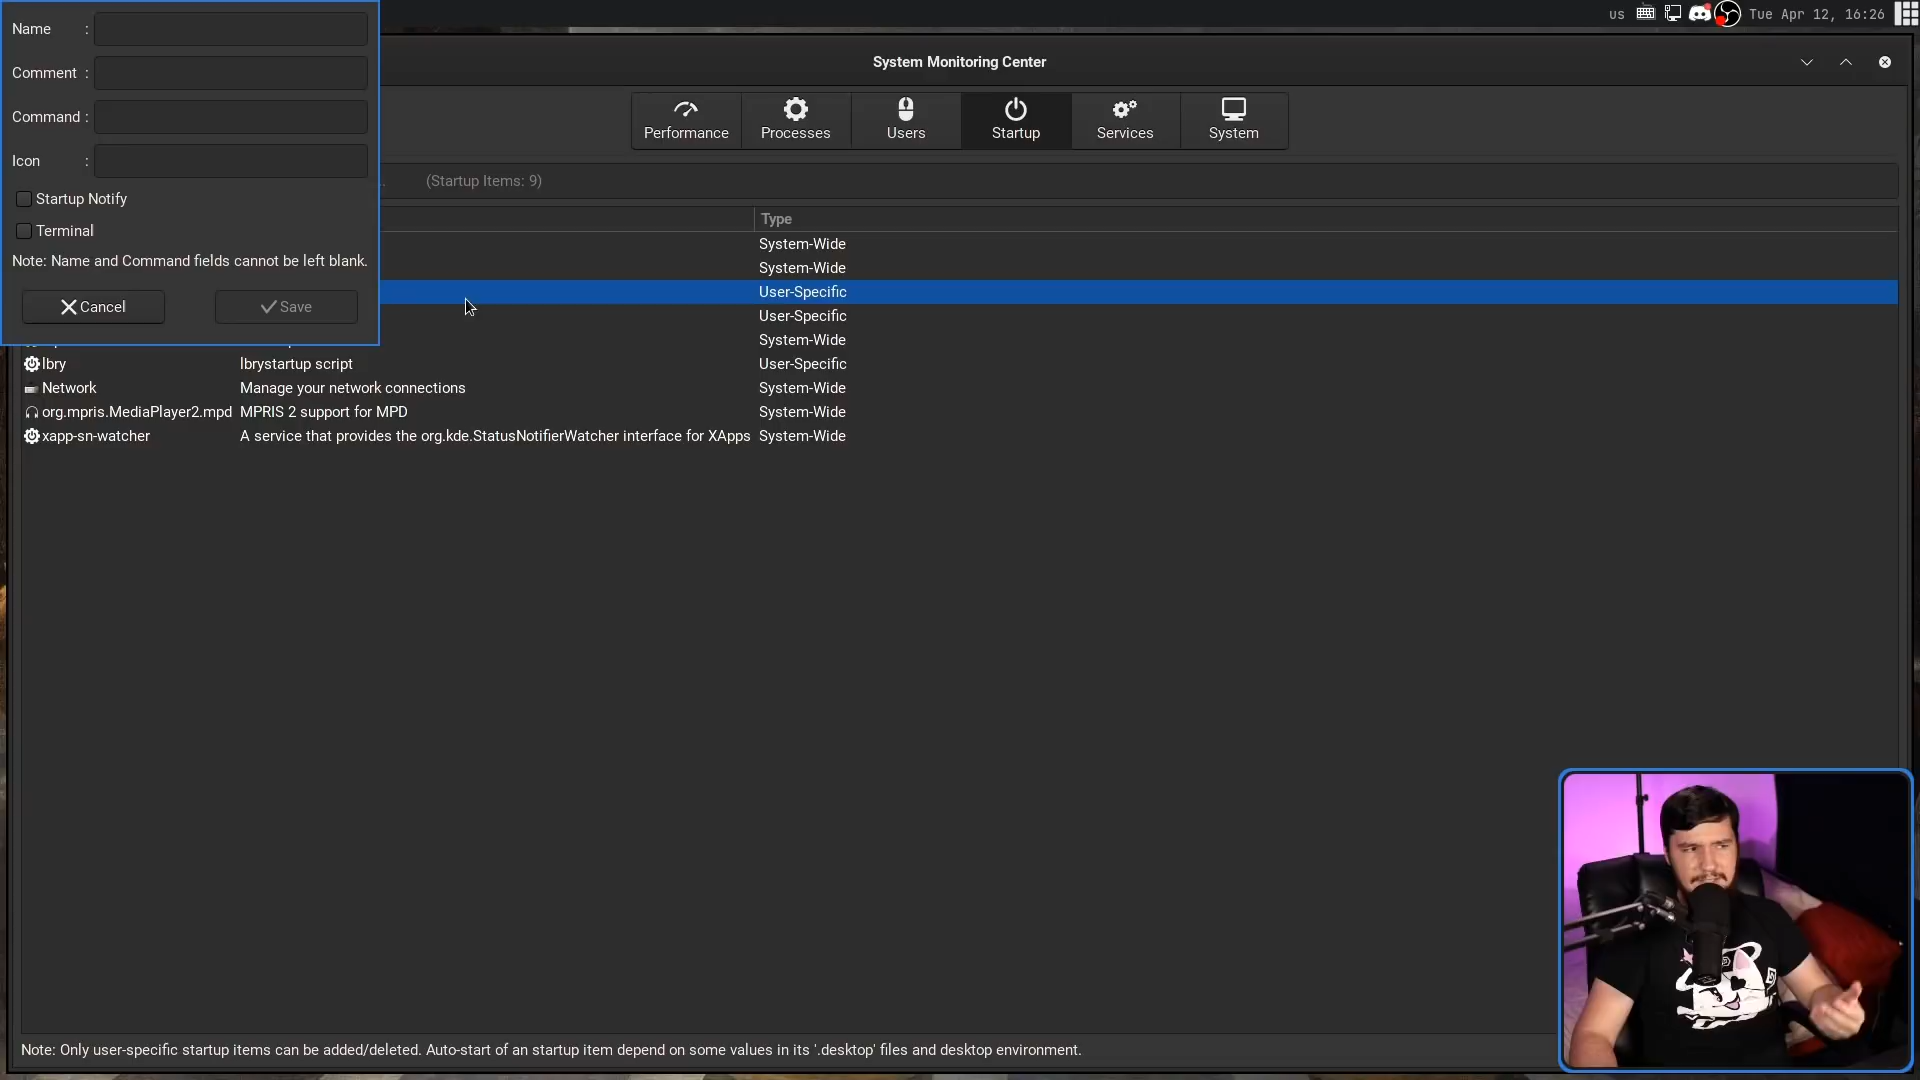 us Tue Apr 12, 16:26
System Monitoring Center
Performance Processes Users Startup Services System
Name :
Comment :
Command :
Icon :
Startup Notify
Terminal
Note: Name and Command fields cannot be left blank.
Cancel Save
(Startup Items: 9)
Type
System-Wide
System-Wide
User-Specific
User-Specific
System-Wide
lbry lbrystartup script User-Specific
Network Manage your network connections System-Wide
org.mpris.MediaPlayer2.mpd MPRIS 2 support for MPD System-Wide
xapp-sn-watcher A service that provides the org.kde.StatusNotifierWatcher interface for XApps System-Wide
Note: Only user-specific startup items can be added/deleted. Auto-start of an startup item depend on some values in its '.desktop' files and desktop environment.